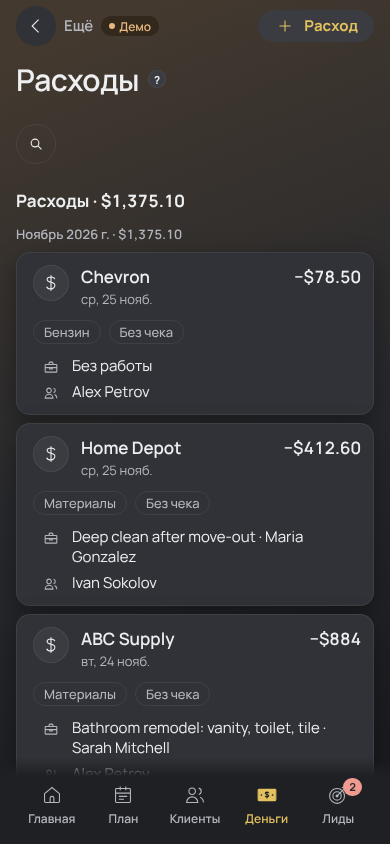 Ещё
Демо
+ Расход
Расходы
?
Расходы · $1,375.10
Ноябрь 2026 г. · $1,375.10
$
Chevron
−$78.50
ср, 25 нояб.
Бензин
Без чека
Без работы
Alex Petrov
$
Home Depot
−$412.60
ср, 25 нояб.
Материалы
Без чека
Deep clean after move-out · Maria
Gonzalez
Ivan Sokolov
$
ABC Supply
−$884
вт, 24 нояб.
Материалы
Без чека
Bathroom remodel: vanity, toilet, tile ·
Sarah Mitchell
Alex Petrov
2
Главная
План
Клиенты
Деньги
Лиды